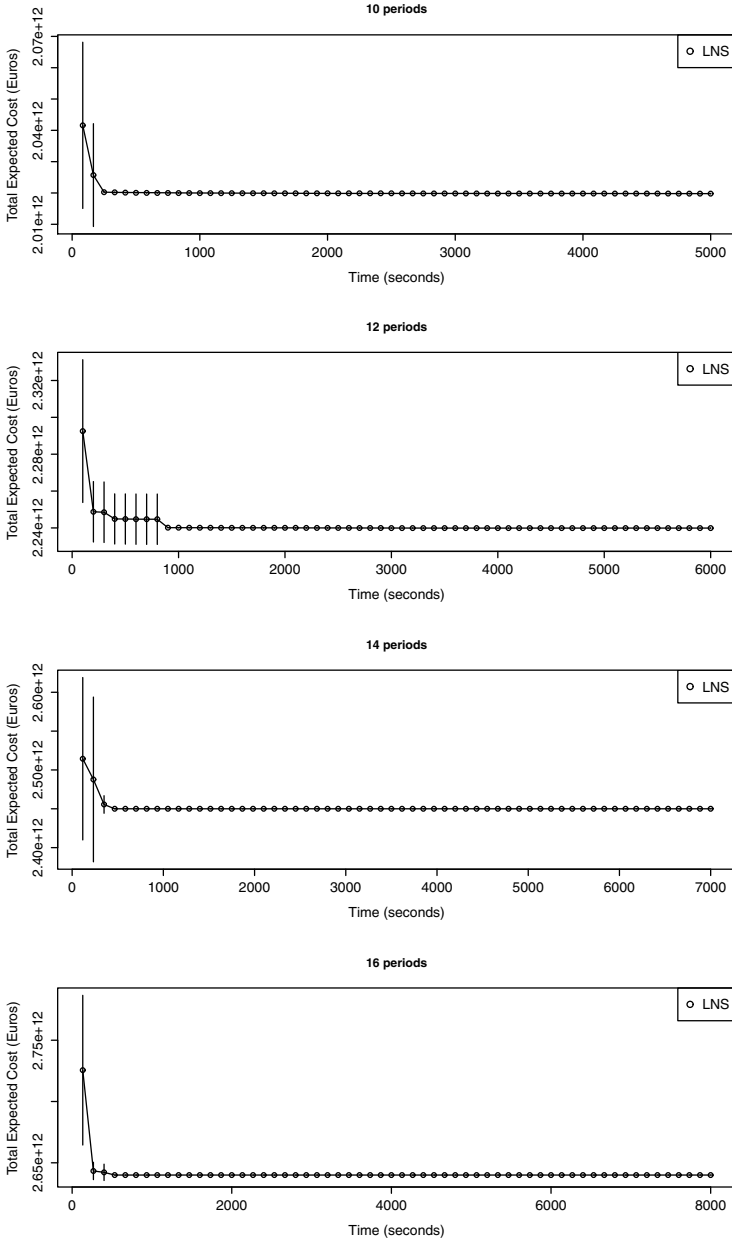 10 periods
2.07e+12
2.04e+12
2.01e+12
Total Expected Cost (Euros)
LNS
0 1000 2000 3000 4000 5000
Time (seconds)
12 periods
2.32e+12
2.28e+12
2.24e+12
Total Expected Cost (Euros)
LNS
0 1000 2000 3000 4000 5000 6000
Time (seconds)
14 periods
2.60e+12
2.50e+12
2.40e+12
Total Expected Cost (Euros)
LNS
0 1000 2000 3000 4000 5000 6000 7000
Time (seconds)
16 periods
2.75e+12
2.65e+12
Total Expected Cost (Euros)
LNS
0 2000 4000 6000 8000
Time (seconds)